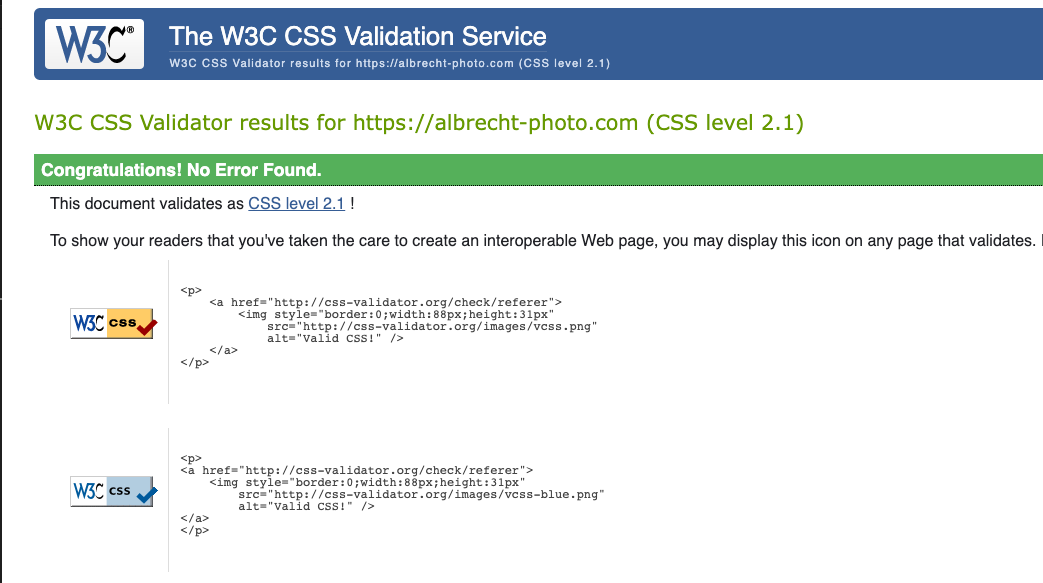 W3C® The W3C CSS Validation Service
W3C CSS Validator results for https://albrecht-photo.com (CSS level 2.1)
W3C CSS Validator results for https://albrecht-photo.com (CSS level 2.1)
Congratulations! No Error Found.
This document validates as CSS level 2.1 !
To show your readers that you've taken the care to create an interoperable Web page, you may display this icon on any page that validates.
W3C css
<p>
<a href="http://css-validator.org/check/referer">
<img style="border:0;width:88px;height:31px"
src="http://css-validator.org/images/vcss.png"
alt="Valid CSS!" />
</a>
</p>
W3C css
<p>
<a href="http://css-validator.org/check/referer">
<img style="border:0;width:88px;height:31px"
src="http://css-validator.org/images/vcss-blue.png"
alt="Valid CSS!" />
</a>
</p>